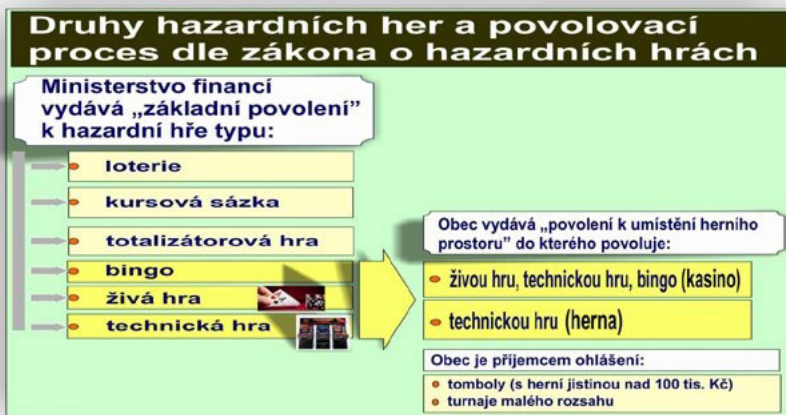 Druhy hazardních her a povolovací
proces dle zákona o hazardních hrách
Ministerstvo financí
vydává „základní povolení”
k hazardní hře typu:
loterie
kursová sázka
totalizátorová hra
bingo
živá hra
technická hra
Obec vydává „povolení k umístění herního
prostoru” do kterého povoluje:
živou hru, technickou hru, bingo (kasino)
technickou hru (herna)
Obec je příjemcem ohlášení:
tomboly (s herní jistinou nad 100 tis. Kč)
turnaje malého rozsahu